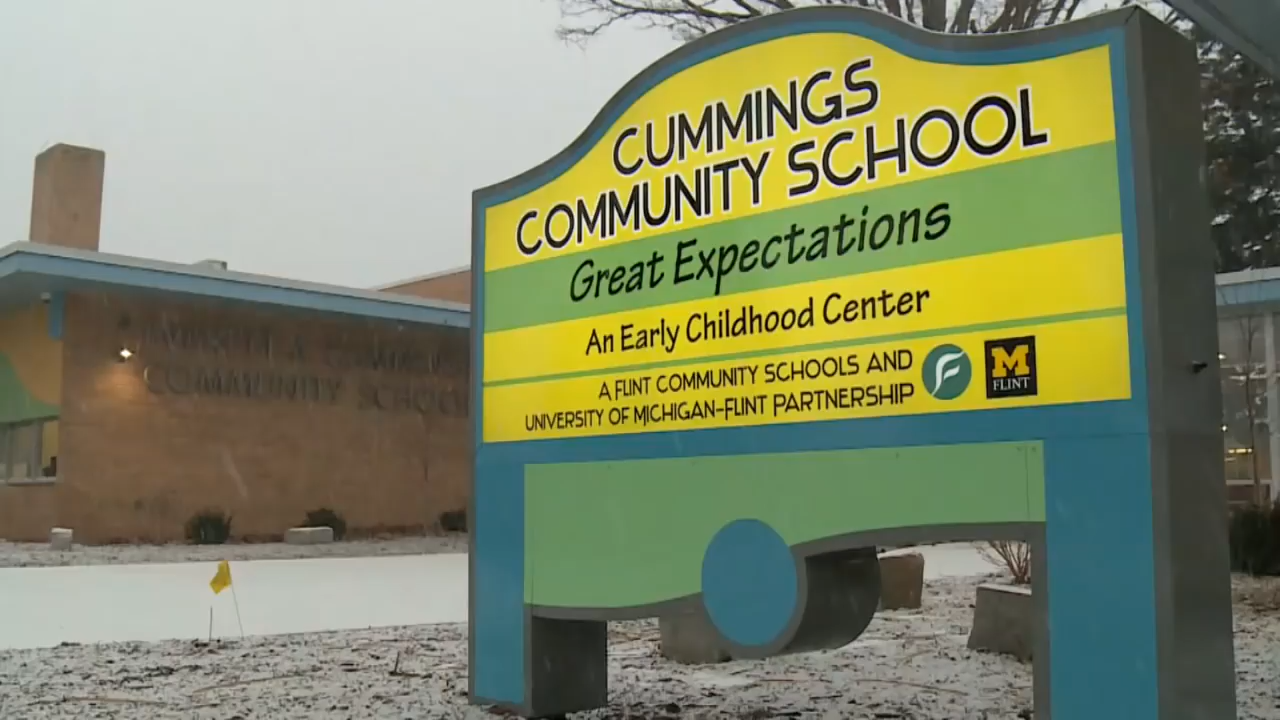 CUMMINGS
COMMUNITY SCHOOL
Great Expectations
An Early Childhood Center
A FLINT COMMUNITY SCHOOLS AND
UNIVERSITY OF MICHIGAN-FLINT PARTNERSHIP
F
M
FLINT
COMMUNITY SCHOOL